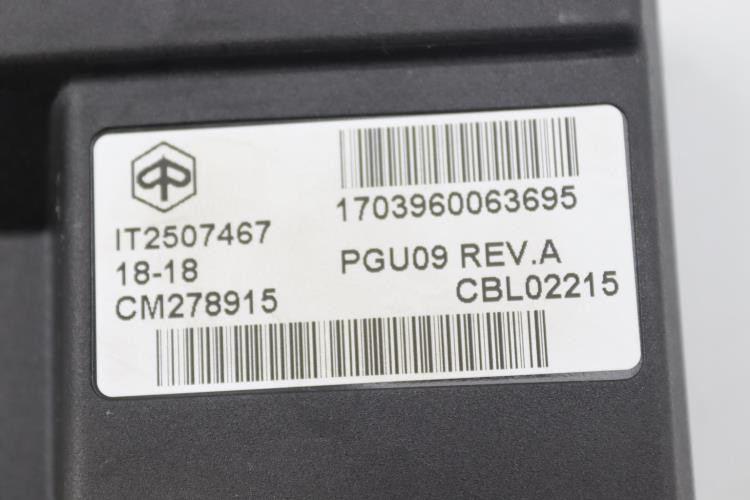 1703960063695
IT2507467
18-18
PGU09 REV.A
CM278915
CBL02215